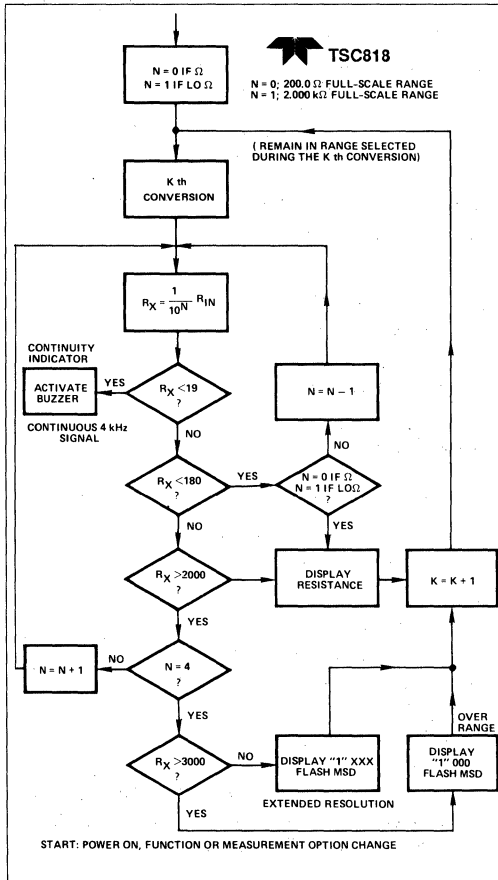 N = 0 IF Ω
N = 1 IF LO Ω
TSC818
N = 0; 200.0 Ω FULL-SCALE RANGE
N = 1; 2.000 kΩ FULL-SCALE RANGE
( REMAIN IN RANGE SELECTED
DURING THE K th CONVERSION)
K th
CONVERSION
R_X = 1/10^N R_IN
CONTINUITY
INDICATOR
ACTIVATE
BUZZER
YES
CONTINUOUS 4 kHz
SIGNAL
R_X <19
?
NO
N = N − 1
NO
R_X <180
?
YES
N = 0 IF Ω
N = 1 IF LOΩ
?
NO
YES
R_X >2000
?
DISPLAY
RESISTANCE
K = K + 1
YES
N = N + 1
NO
N = 4
?
YES
OVER
RANGE
R_X >3000
?
NO
DISPLAY "1" XXX
FLASH MSD
DISPLAY
"1" 000
FLASH MSD
EXTENDED RESOLUTION
YES
START: POWER ON, FUNCTION OR MEASUREMENT OPTION CHANGE